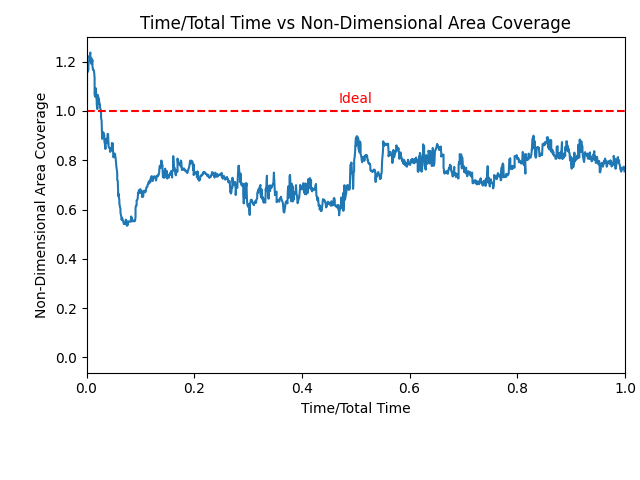 Time/Total Time vs Non-Dimensional Area Coverage
Non-Dimensional Area Coverage
1.2
1.0
0.8
0.6
0.4
0.2
0.0
Ideal
0.0 0.2 0.4 0.6 0.8 1.0
Time/Total Time